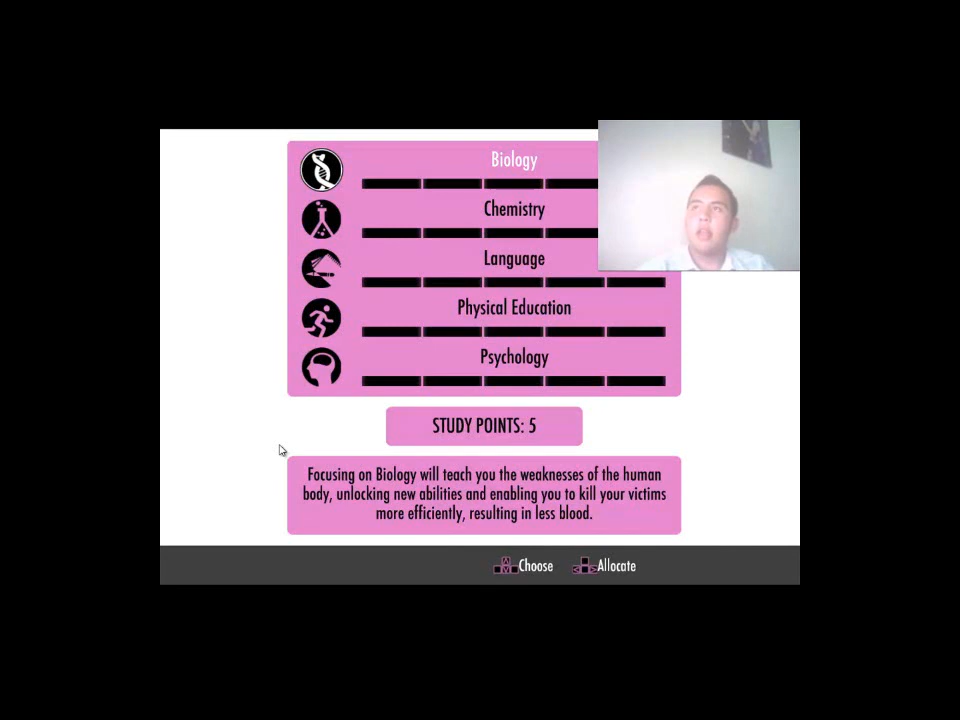 Biology
Chemistry
Language
Physical Education
Psychology
STUDY POINTS: 5
Focusing on Biology will teach you the weaknesses of the human
body, unlocking new abilities and enabling you to kill your victims
more efficiently, resulting in less blood.
Choose Allocate